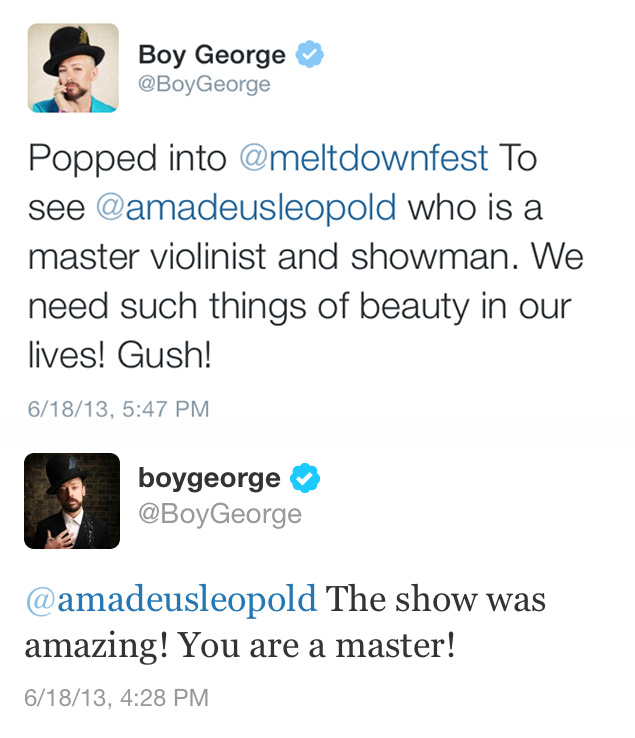 Boy George
@BoyGeorge
Popped into @meltdownfest To
see @amadeusleopold who is a
master violinist and showman. We
need such things of beauty in our
lives! Gush!
6/18/13, 5:47 PM
boygeorge
@BoyGeorge
@amadeusleopold The show was
amazing! You are a master!
6/18/13, 4:28 PM